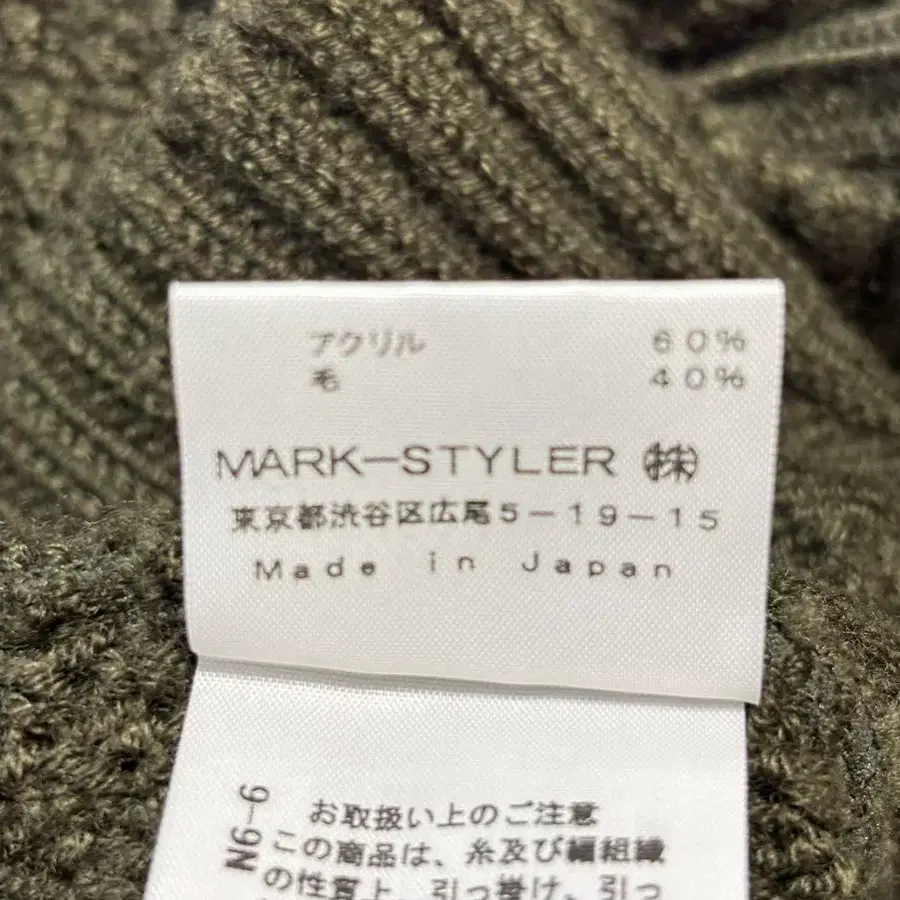 アクリル 60%
毛 40%
MARK-STYLER ㈱
東京都渋谷区広尾5-19-15
Made in Japan
N6-9
お取扱い上のご注意
この商品は、糸及び編組織
の性質上、引っ掛け、引っ